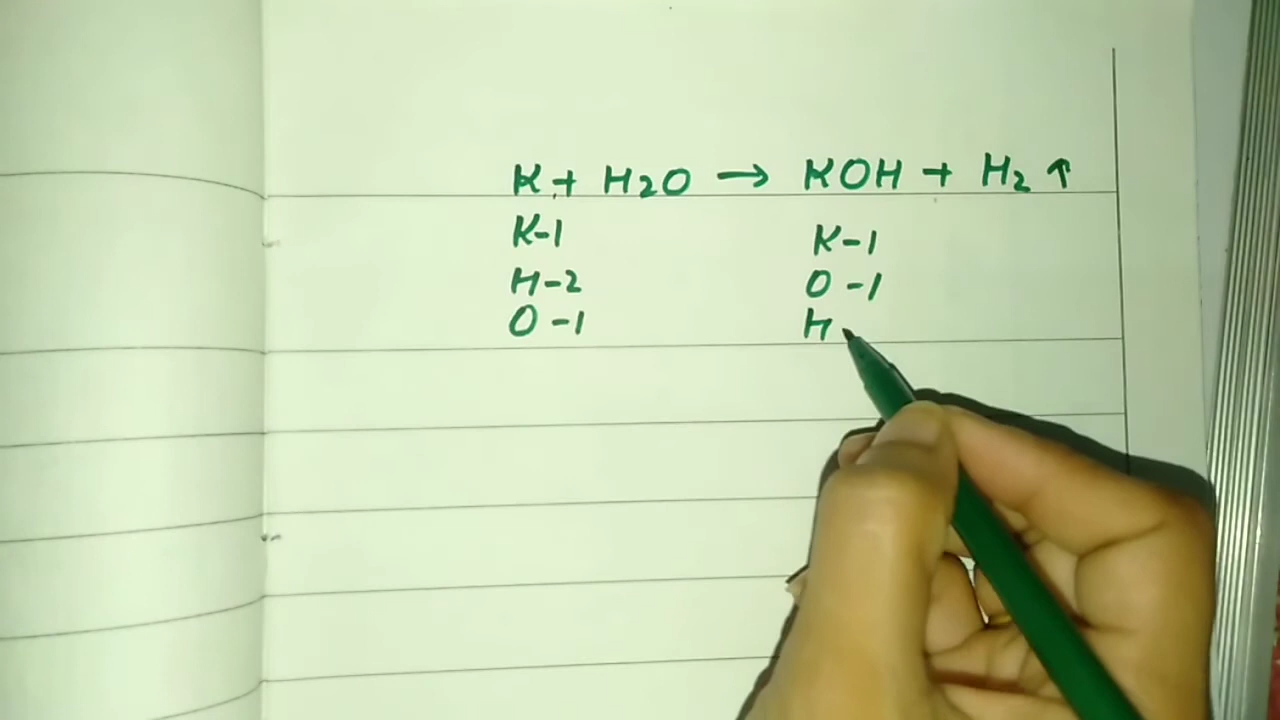 K + H2O → KOH + H2 ↑
K-1 K-1
H-2 O-1
O-1 H